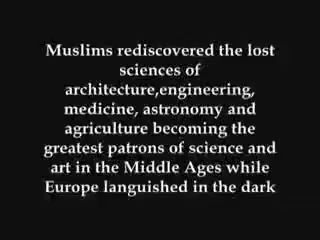 Muslims rediscovered the lost
sciences of
architecture,engineering,
medicine, astronomy and
agriculture becoming the
greatest patrons of science and
art in the Middle Ages while
Europe languished in the dark